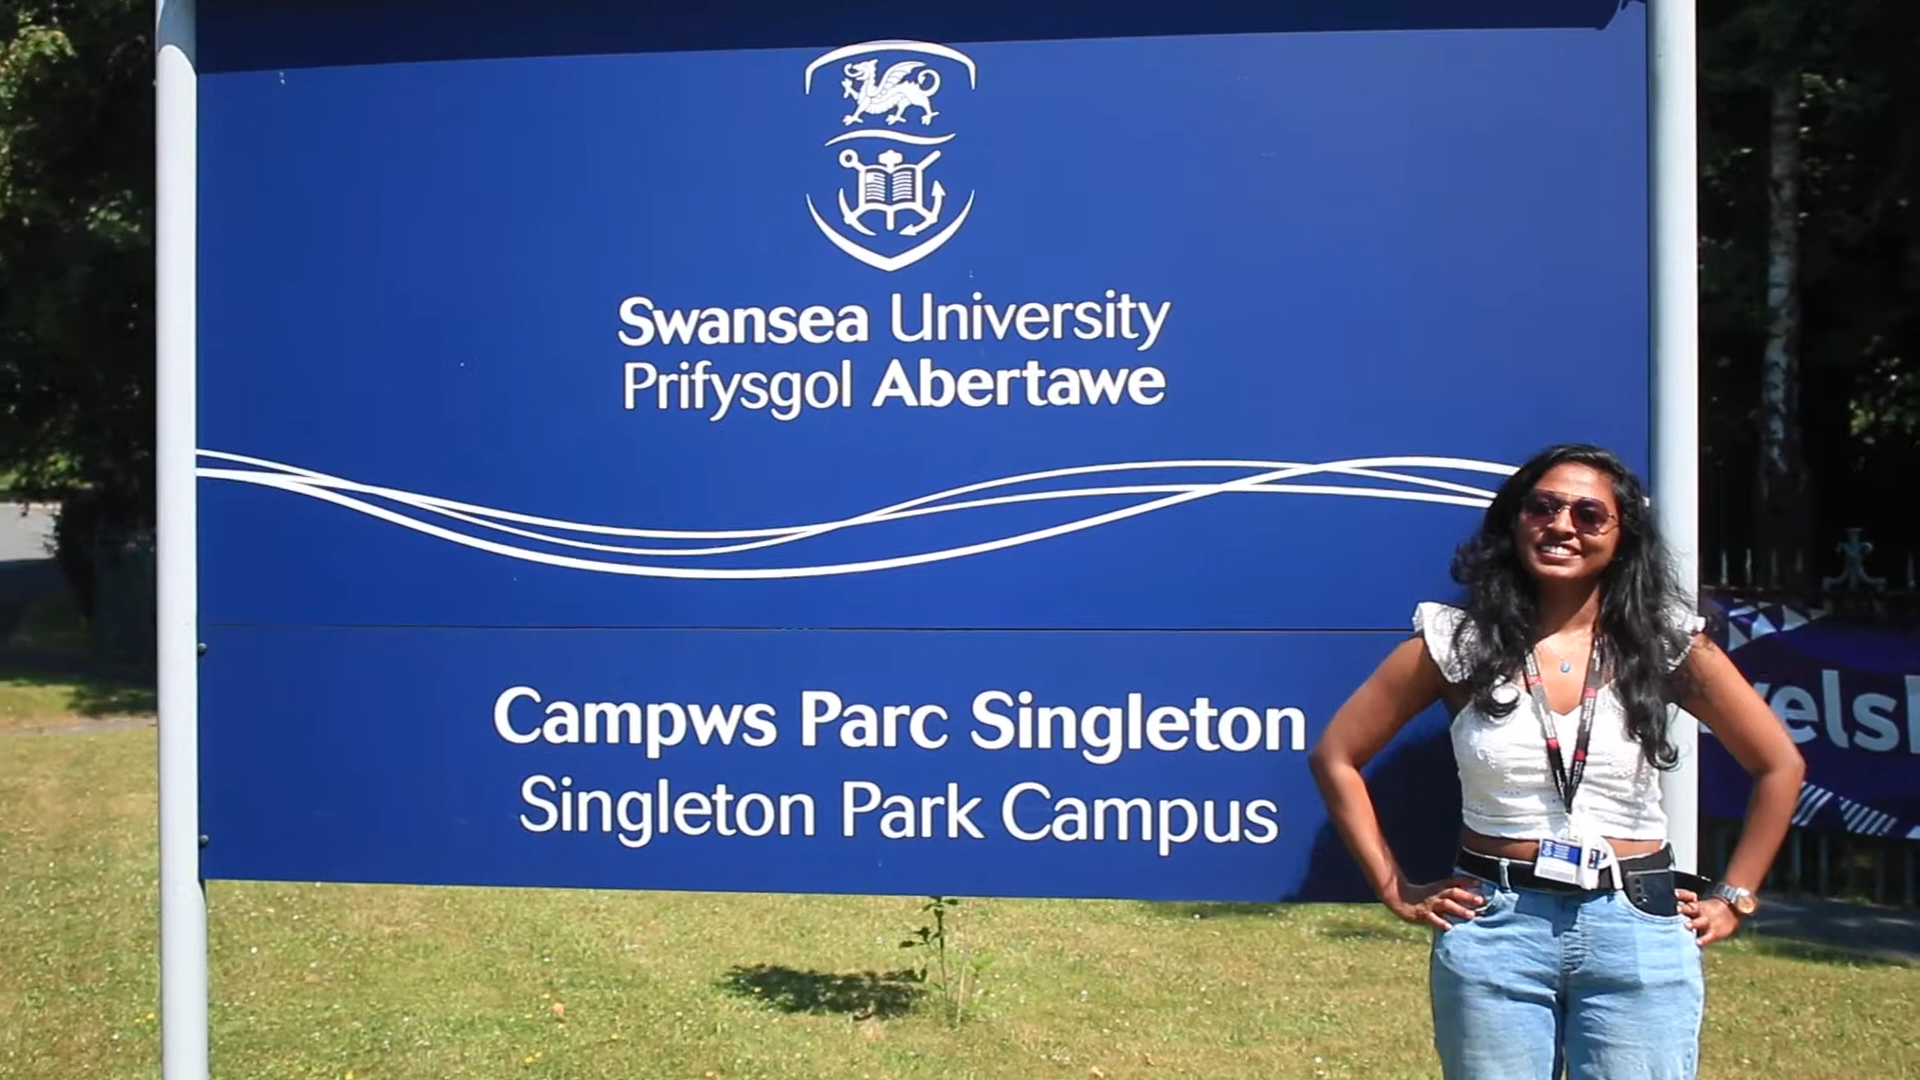 Swansea University
Prifysgol Abertawe
Campws Parc Singleton
Singleton Park Campus